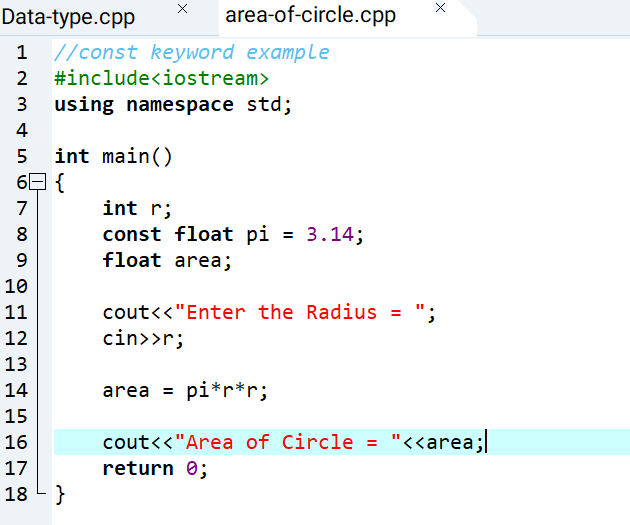 Data-type.cpp × area-of-circle.cpp ×
1 //const keyword example
2 #include<iostream>
3 using namespace std;
4
5 int main()
6 {
7 int r;
8 const float pi = 3.14;
9 float area;
10
11 cout<<"Enter the Radius = ";
12 cin>>r;
13
14 area = pi*r*r;
15
16 cout<<"Area of Circle = "<<area;
17 return 0;
18 }